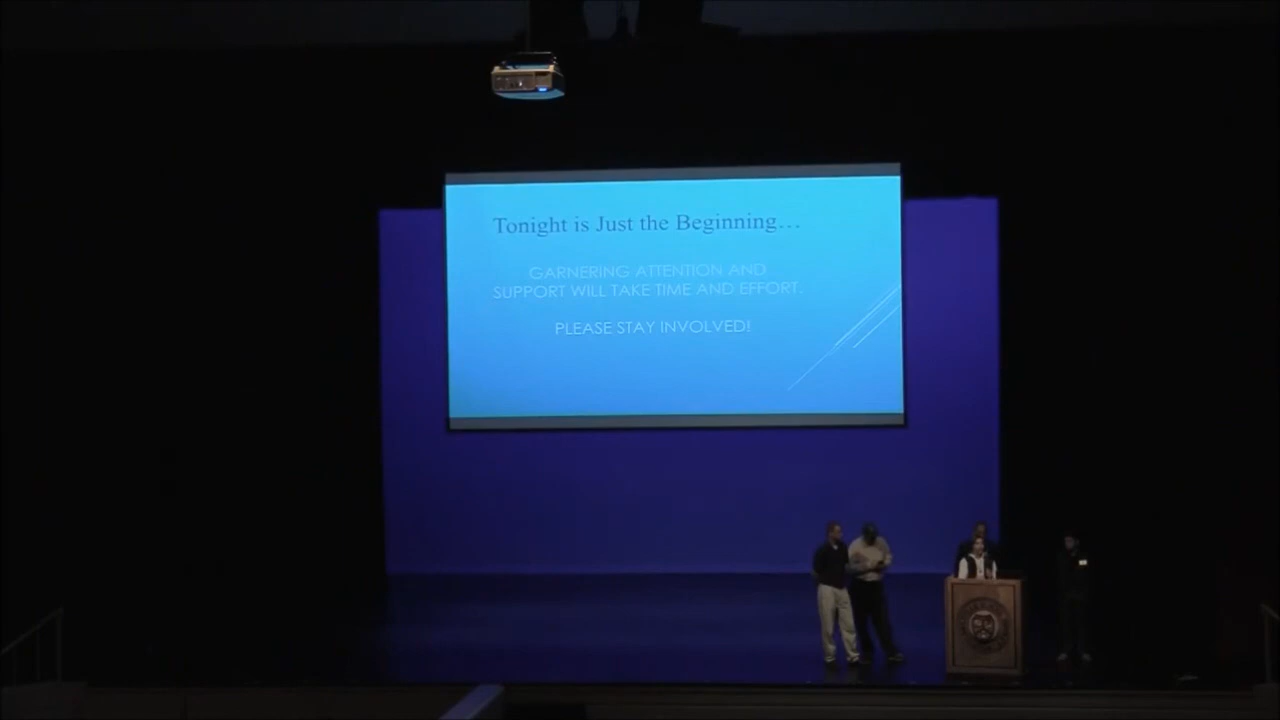 Tonight is Just the Beginning…
GARNERING ATTENTION AND
SUPPORT WILL TAKE TIME AND EFFORT.
PLEASE STAY INVOLVED!